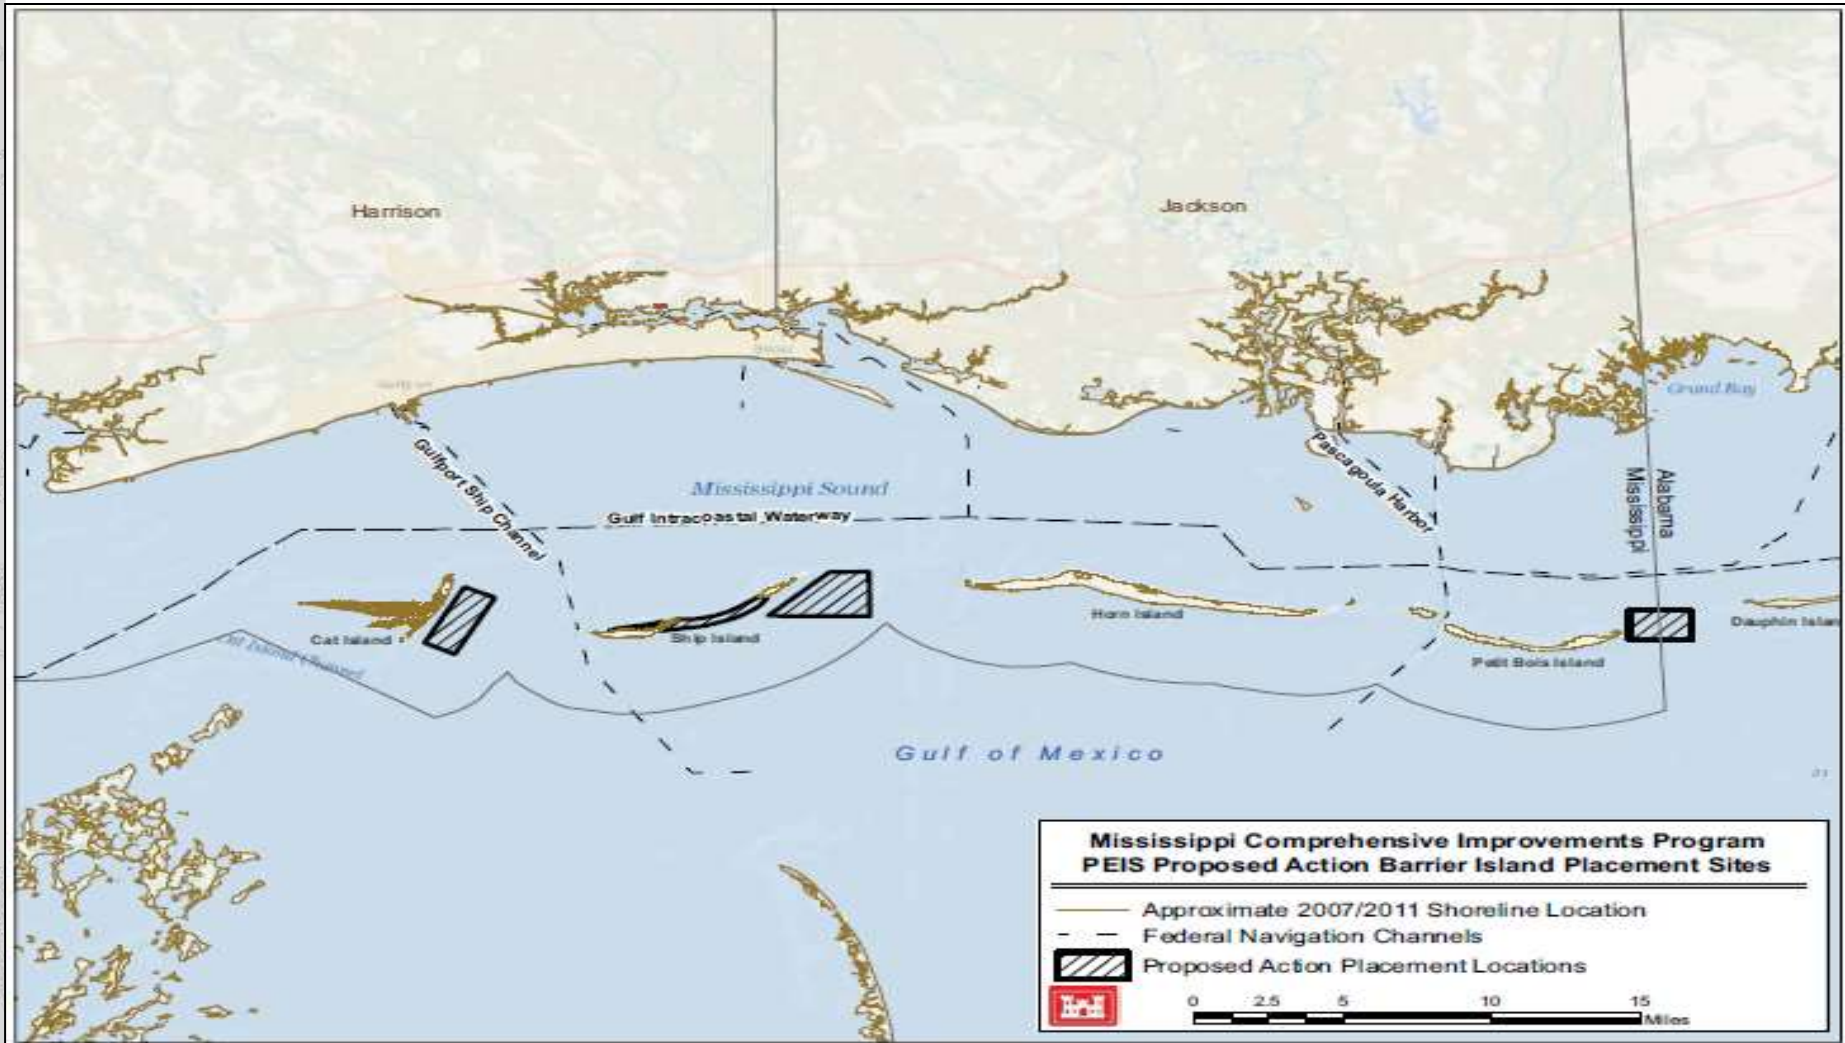 Harrison
Jackson
Grand Bay
Gulfport Ship Channel
Mississippi Sound
Gulf Intracoastal Waterway
Pascagoula Harbor
Mississippi
Alabama
Cat Island
Ship Island
Horn Island
Petit Bois Island
Dauphin Islan
Gulf of Mexico
Mississippi Comprehensive Improvements Program
PEIS Proposed Action Barrier Island Placement Sites
Approximate 2007/2011 Shoreline Location
Federal Navigation Channels
Proposed Action Placement Locations
0 2.5 5 10 15
Miles